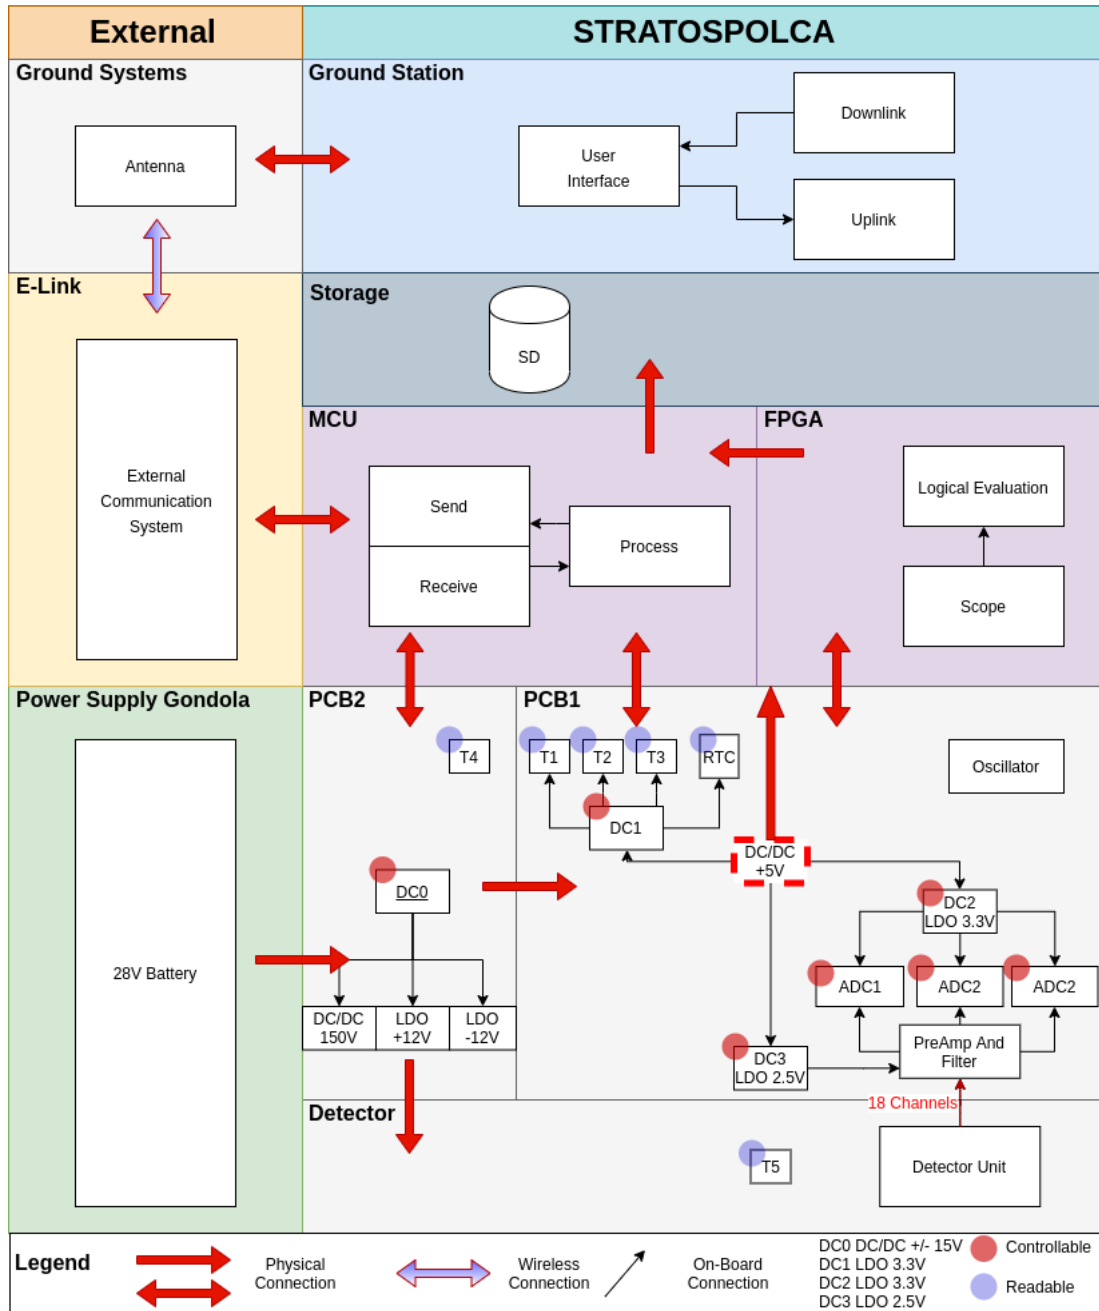 External
STRATOSPOLCA
Ground Systems
Ground Station
Antenna
User
Interface
Downlink
Uplink
E-Link
Storage
SD
External
Communication
System
MCU
FPGA
Send
Receive
Process
Logical Evaluation
Scope
Power Supply Gondola
PCB2
PCB1
28V Battery
T4
T1
T2
T3
RTC
Oscillator
DC1
DC/DC
+5V
DC0
DC2
LDO 3.3V
ADC1
ADC2
ADC2
DC/DC
150V
LDO
+12V
LDO
-12V
DC3
LDO 2.5V
PreAmp And
Filter
18 Channels
Detector
T5
Detector Unit
Legend
Physical
Connection
Wireless
Connection
On-Board
Connection
DC0 DC/DC +/- 15V
DC1 LDO 3.3V
DC2 LDO 3.3V
DC3 LDO 2.5V
Controllable
Readable